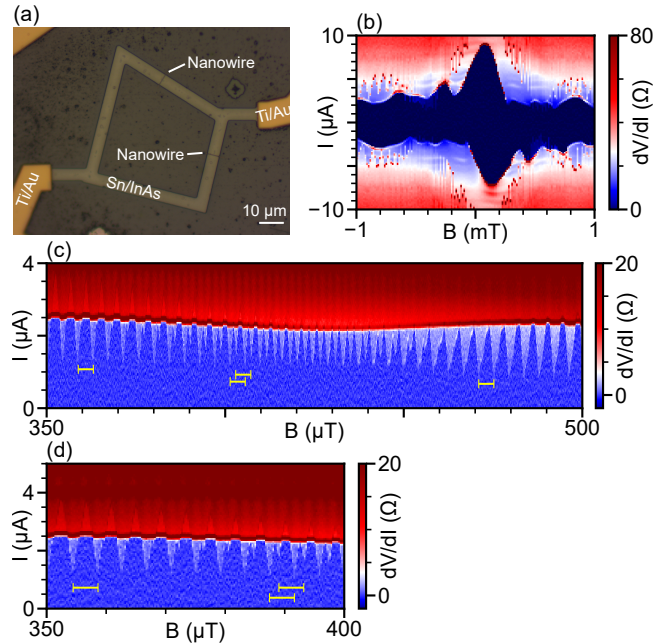 (a)
Nanowire
Nanowire
Ti/Au
Ti/Au
Sn/InAs
10 µm
(b)
10
I (µA)
−10
−1
B (mT)
1
80
dV/dI (Ω)
0
(c)
4
I (µA)
2
0
350
B (µT)
500
20
dV/dI (Ω)
10
0
(d)
4
I (µA)
2
0
350
B (µT)
400
20
dV/dI (Ω)
10
0